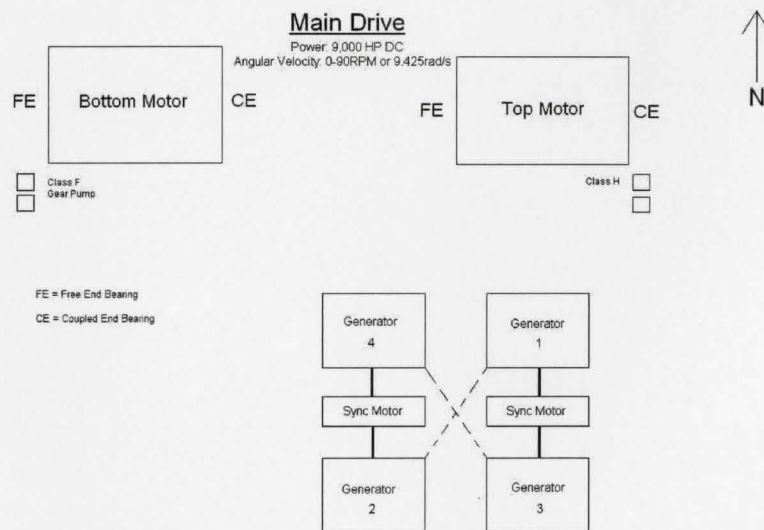 Main Drive
Power: 9,000 HP DC
Angular Velocity: 0-90RPM or 9.425rad/s
N
FE
Bottom Motor
CE
FE
Top Motor
CE
Class F
Gear Pump
Class H
FE = Free End Bearing
CE = Coupled End Bearing
Generator
4
Generator
1
Sync Motor
Sync Motor
Generator
2
Generator
3